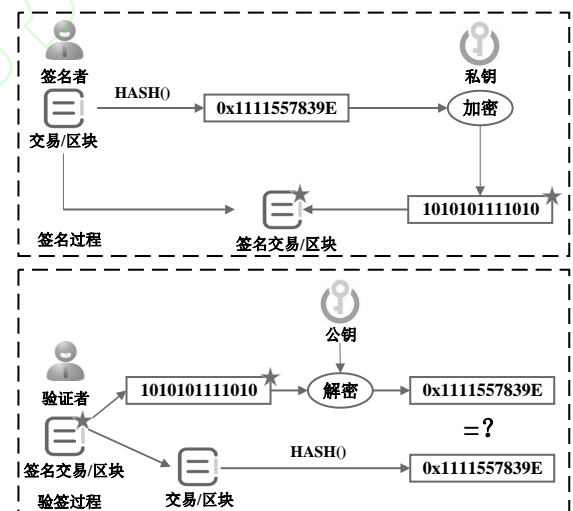 签名者
私钥
HASH()
0x1111557839E
加密
交易/区块
1010101111010
签名过程
签名交易/区块
公钥
验证者
1010101111010
解密
0x1111557839E
=?
签名交易/区块
HASH()
0x1111557839E
验签过程
交易/区块